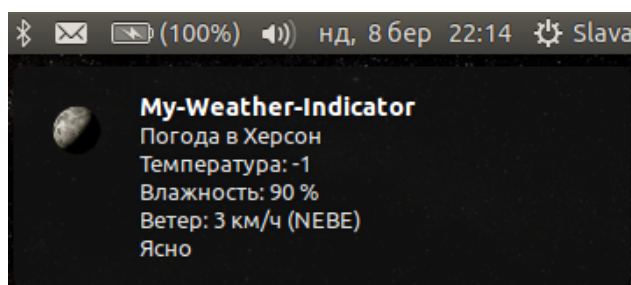 (100%) нд, 8 бер 22:14 Slava
My-Weather-Indicator
Погода в Херсон
Температура: -1
Влажность: 90 %
Ветер: 3 км/ч (NEBE)
Ясно